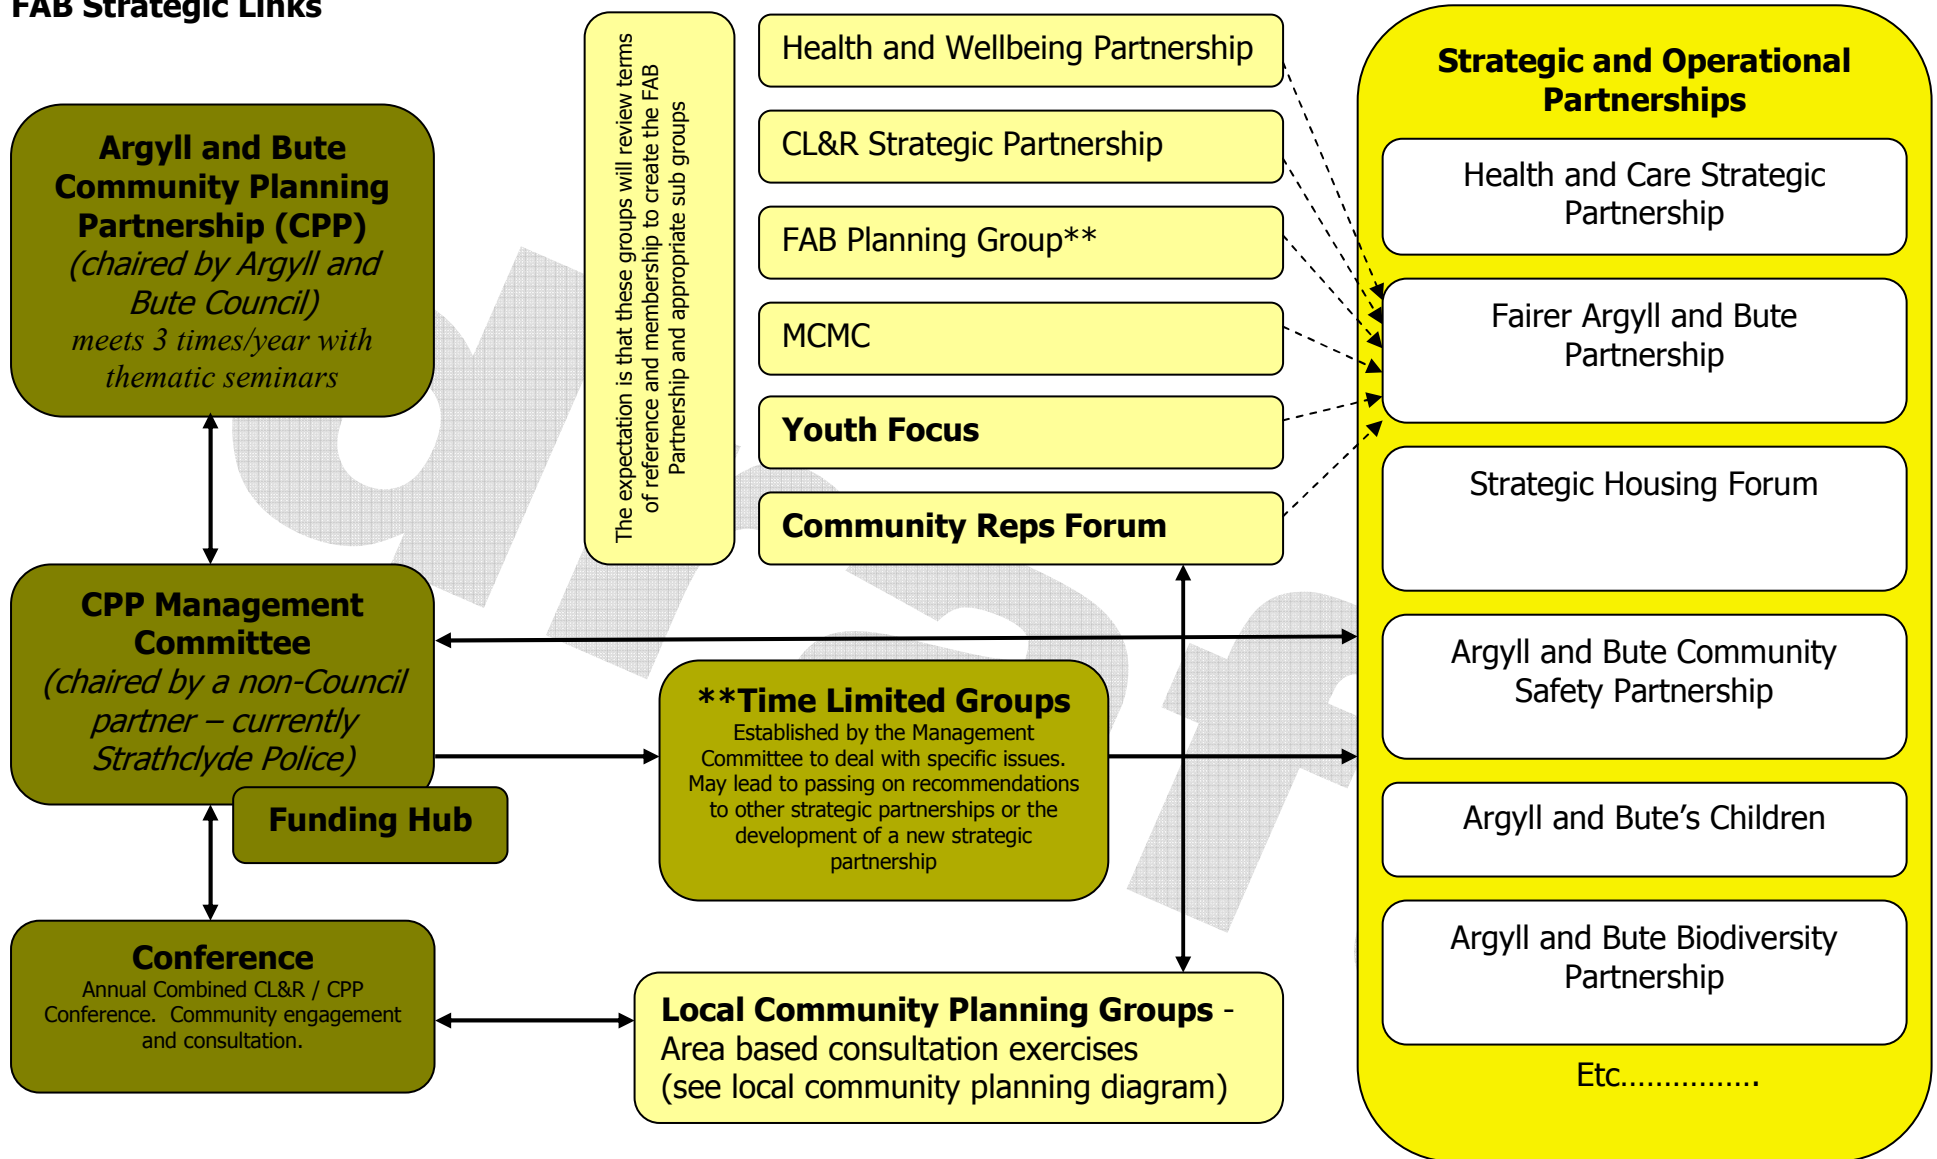 FAB Strategic Links
Argyll and Bute
Community Planning
Partnership (CPP)
(chaired by Argyll and
Bute Council)
meets 3 times/year with
thematic seminars
CPP Management
Committee
(chaired by a non-Council
partner – currently
Strathclyde Police)
Funding Hub
Conference
Annual Combined CL&R / CPP
Conference.  Community engagement
and consultation.
The expectation is that these groups will review terms
of reference and membership to create the FAB
Partnership and appropriate sub groups
Health and Wellbeing Partnership
CL&R Strategic Partnership
FAB Planning Group**
MCMC
Youth Focus
Community Reps Forum
**Time Limited Groups
Established by the Management
Committee to deal with specific issues.
May lead to passing on recommendations
to other strategic partnerships or the
development of a new strategic
partnership
Local Community Planning Groups -
Area based consultation exercises
(see local community planning diagram)
Strategic and Operational
Partnerships
Health and Care Strategic
Partnership
Fairer Argyll and Bute
Partnership
Strategic Housing Forum
Argyll and Bute Community
Safety Partnership
Argyll and Bute’s Children
Argyll and Bute Biodiversity
Partnership
Etc…………….
draft